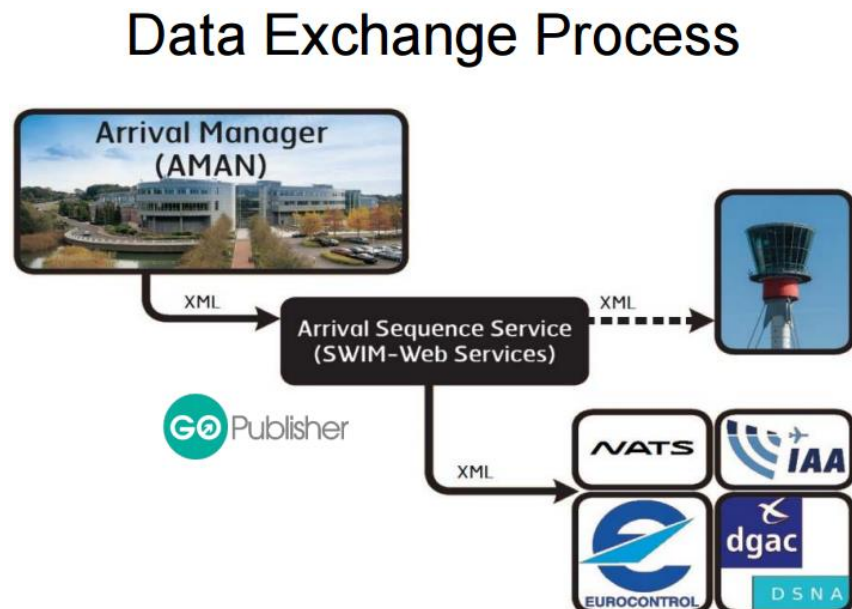 Data Exchange Process
Arrival Manager
(AMAN)
XML
XML
Arrival Sequence Service
(SWIM-Web Services)
GO Publisher
XML
NATS
IAA
EUROCONTROL
dgac
DSNA